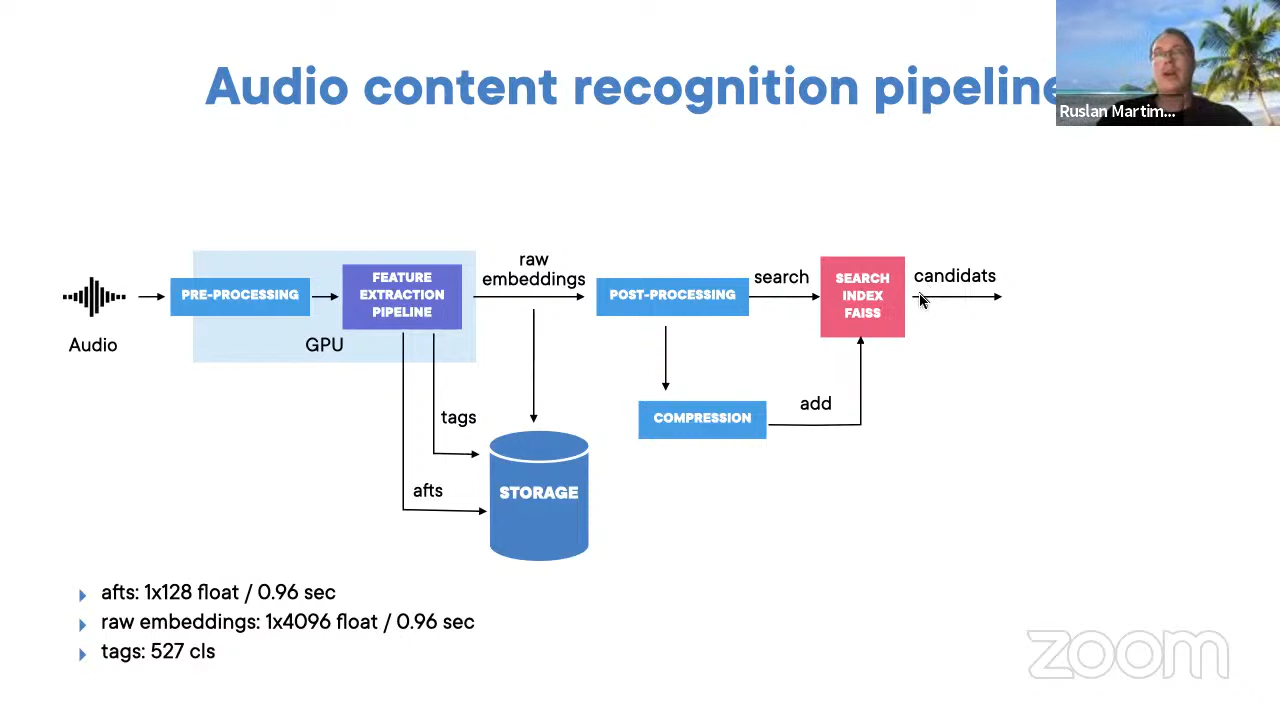 Audio content recognition pipeline
Ruslan Martim...
raw
embeddings
PRE-PROCESSING
FEATURE
EXTRACTION
PIPELINE
POST-PROCESSING
search
SEARCH
INDEX
FAISS
candidats
Audio
GPU
tags
COMPRESSION
add
afts
STORAGE
afts: 1x128 float / 0.96 sec
raw embeddings: 1x4096 float / 0.96 sec
tags: 527 cls
zoom